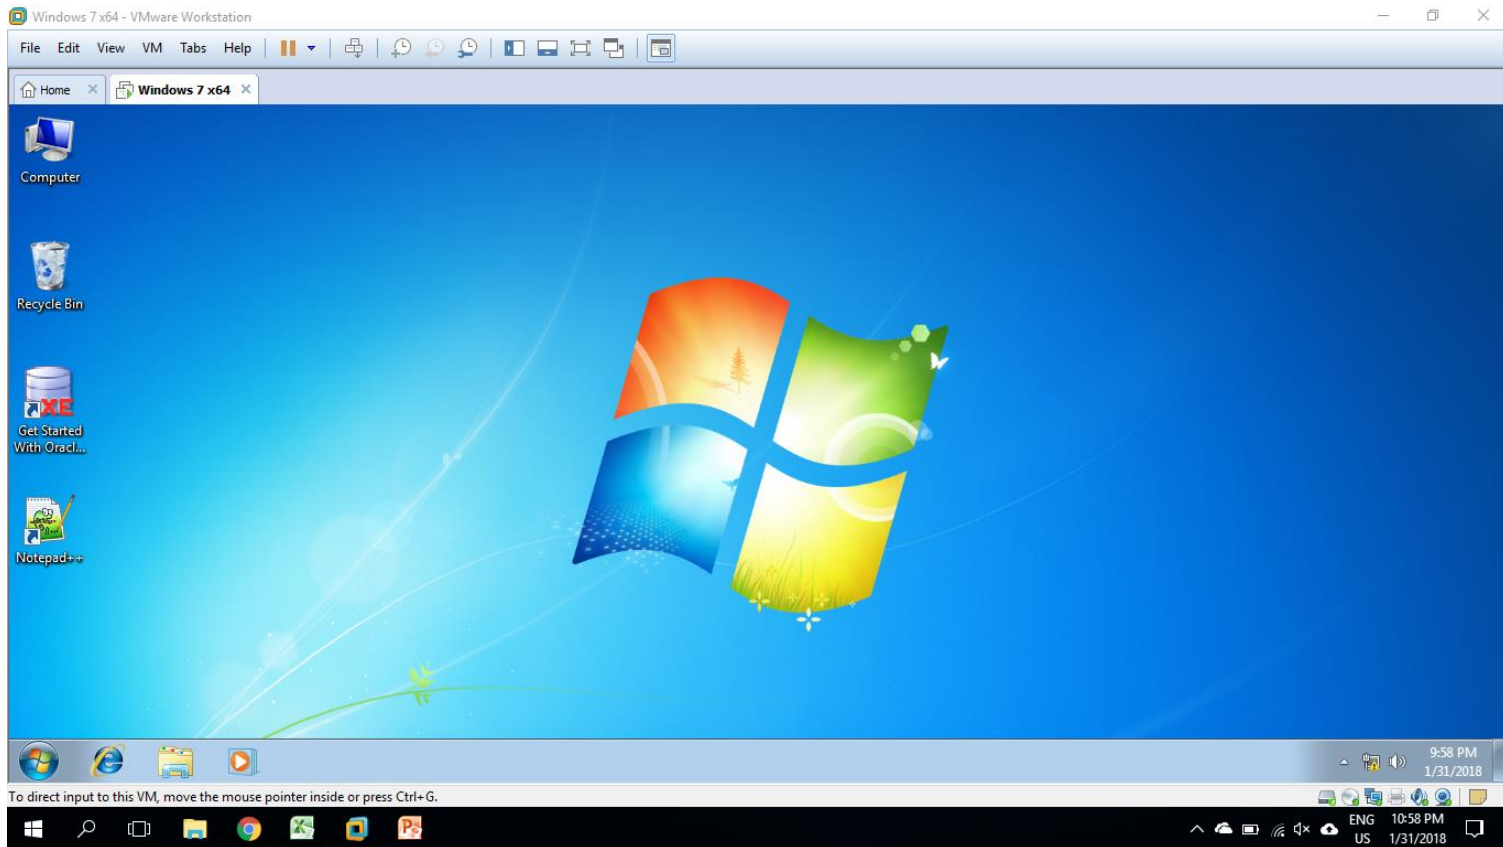 Windows 7 x64 - VMware Workstation
File Edit View VM Tabs Help
Home
Windows 7 x64
Computer
Recycle Bin
XE
Get Started
With Oracl...
Notepad++
9:58 PM
1/31/2018
To direct input to this VM, move the mouse pointer inside or press Ctrl+G.
ENG
US
10:58 PM
1/31/2018